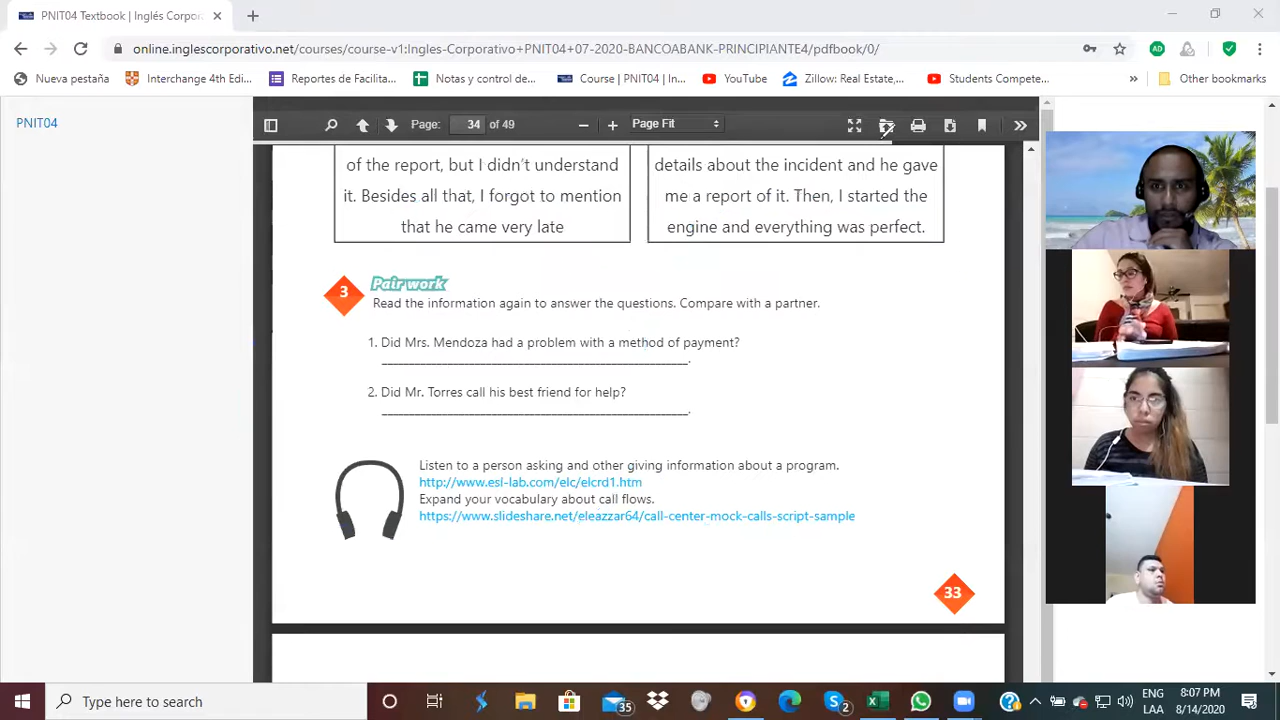 PNIT04 Textbook | Inglés Corpor
online.inglescorporativo.net/courses/course-v1:Ingles-Corporativo+PNIT04+07-2020-BANCOABANK-PRINCIPIANTE4/pdfbook/0/
Nueva pestaña
Interchange 4th Edi...
Reportes de Facilita...
Notas y control de...
Course | PNIT04 | In...
YouTube
Zillow: Real Estate,...
Students Compete...
»
Other bookmarks
PNIT04
Page: 34 of 49
Page Fit
of the report, but I didn't understand
it. Besides all that, I forgot to mention
that he came very late
details about the incident and he gave
me a report of it. Then, I started the
engine and everything was perfect.
3
Pair work
Read the information again to answer the questions. Compare with a partner.
1. Did Mrs. Mendoza had a problem with a method of payment?
2. Did Mr. Torres call his best friend for help?
Listen to a person asking and other giving information about a program.
http://www.esl-lab.com/elc/elcrd1.htm
Expand your vocabulary about call flows.
https://www.slideshare.net/eleazzar64/call-center-mock-calls-script-sample
33
Type here to search
35
2
ENG
LAA
8:07 PM
8/14/2020